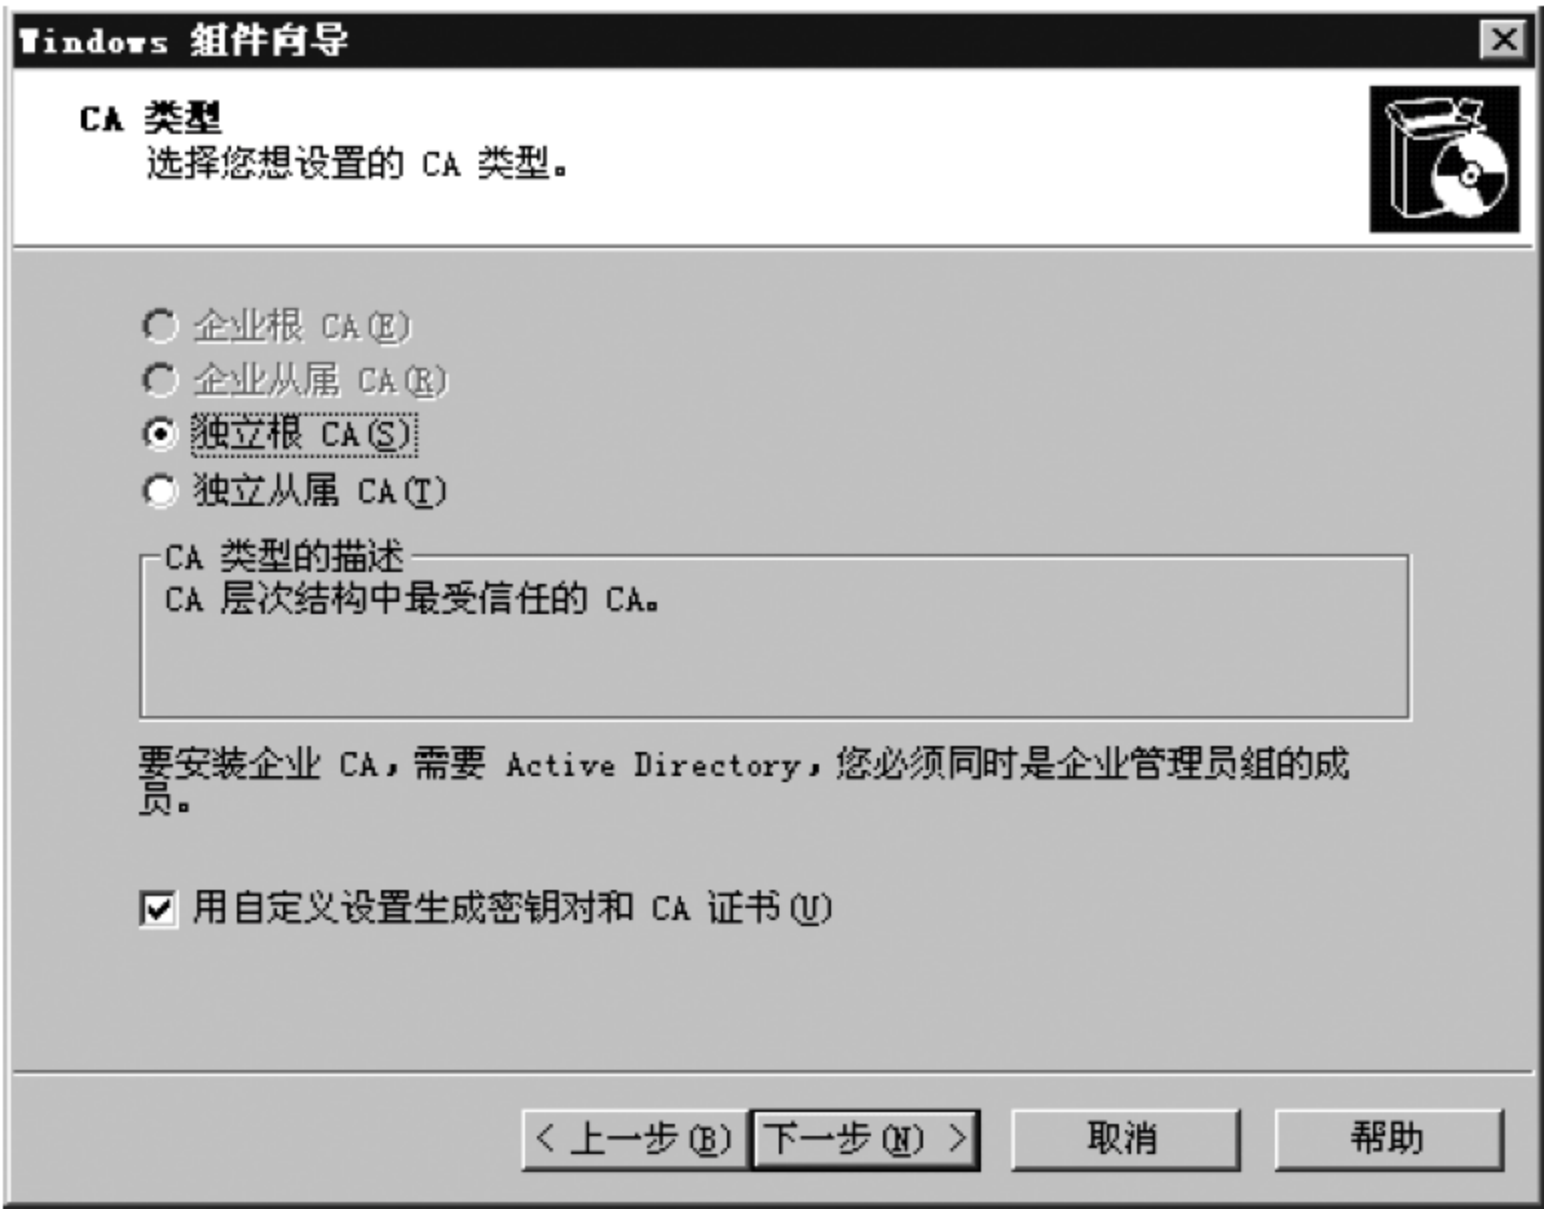 Windows 组件向导
CA 类型
选择您想设置的 CA 类型。
企业根 CA(E)
企业从属 CA(R)
独立根 CA(S)
独立从属 CA(T)
CA 类型的描述
CA 层次结构中最受信任的 CA。
要安装企业 CA，需要 Active Directory，您必须同时是企业管理员组的成
员。
用自定义设置生成密钥对和 CA 证书(U)
< 上一步(B) 下一步(N) > 取消 帮助